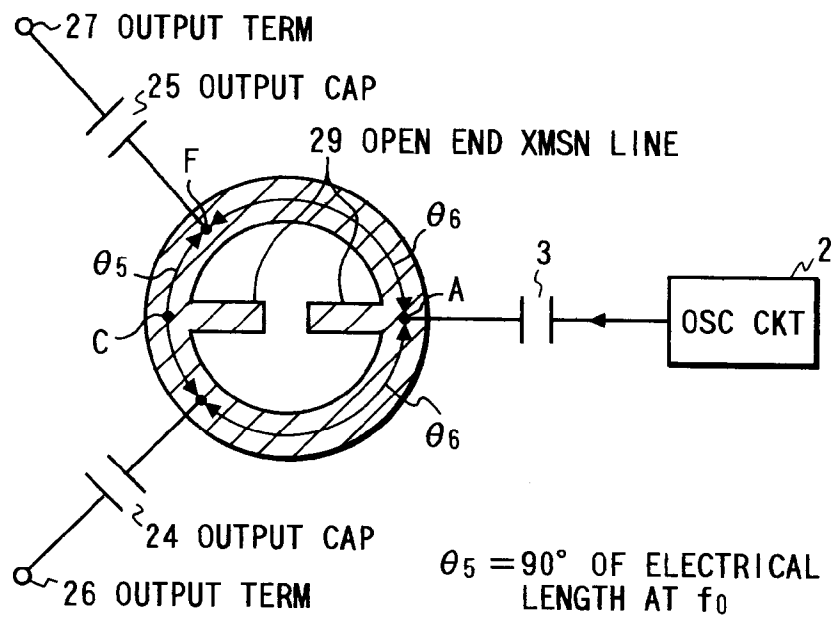 27 OUTPUT TERM
25 OUTPUT CAP
F
29 OPEN END XMSN LINE
θ6
θ5
3
2
A
OSC CKT
C
θ6
24 OUTPUT CAP
26 OUTPUT TERM
θ5 = 90° OF ELECTRICAL
LENGTH AT f0